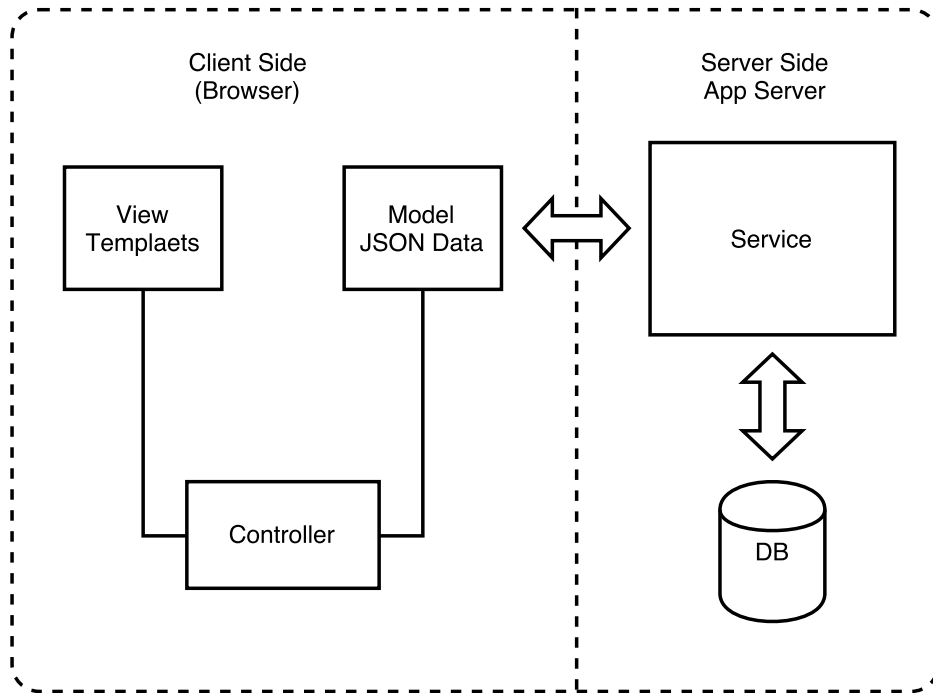 Client Side
(Browser)
Server Side
App Server
View
Templaets
Model
JSON Data
Service
Controller
DB